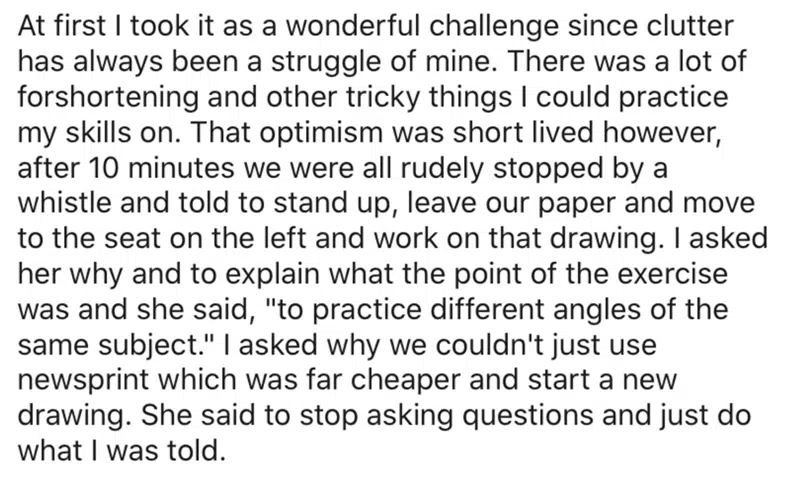 At first I took it as a wonderful challenge since clutter
has always been a struggle of mine. There was a lot of
forshortening and other tricky things I could practice
my skills on. That optimism was short lived however,
after 10 minutes we were all rudely stopped by a
whistle and told to stand up, leave our paper and move
to the seat on the left and work on that drawing. I asked
her why and to explain what the point of the exercise
was and she said, "to practice different angles of the
same subject." I asked why we couldn't just use
newsprint which was far cheaper and start a new
drawing. She said to stop asking questions and just do
what I was told.